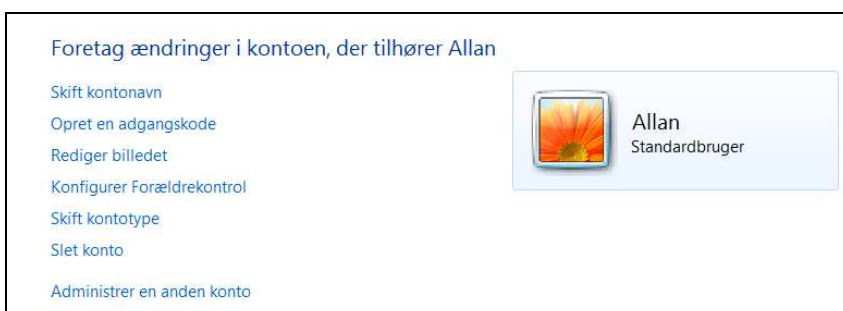 Foretag ændringer i kontoen, der tilhører Allan
Skift kontonavn
Opret en adgangskode
Rediger billedet
Konfigurer Forældrekontrol
Skift kontotype
Slet konto
Administrer en anden konto
Allan
Standardbruger